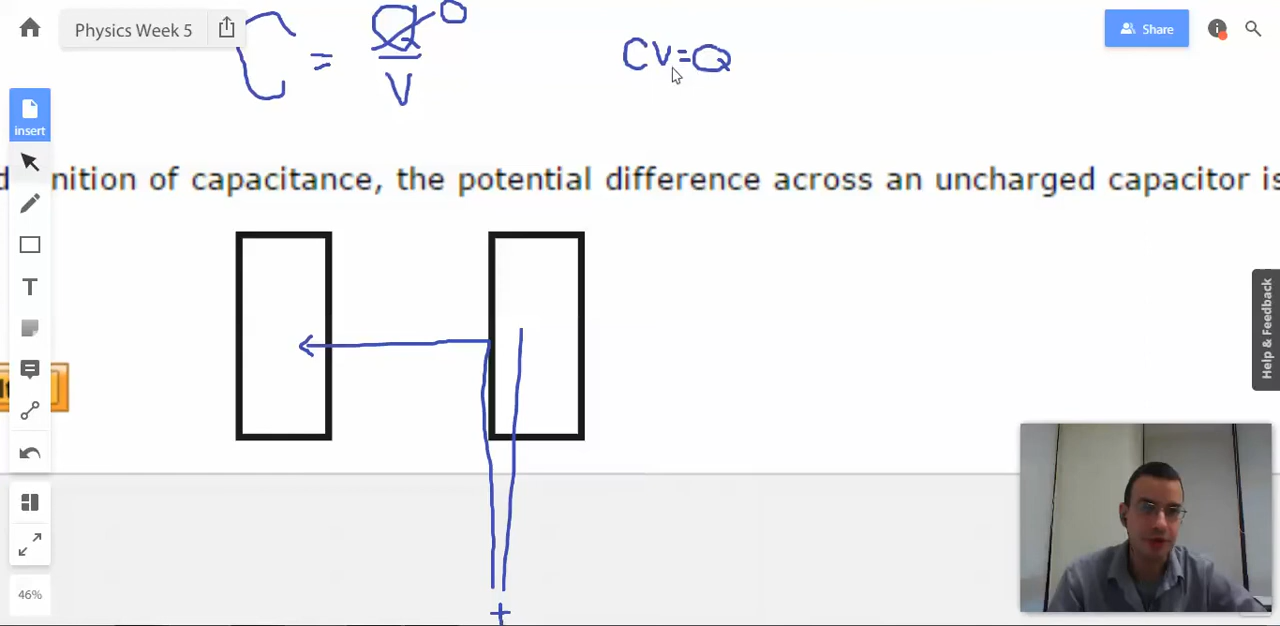 Physics Week 5
Share
C = Q/V 0
CV=Q
insert
nition of capacitance, the potential difference across an uncharged capacitor is
T
+
Help & Feedback
46%